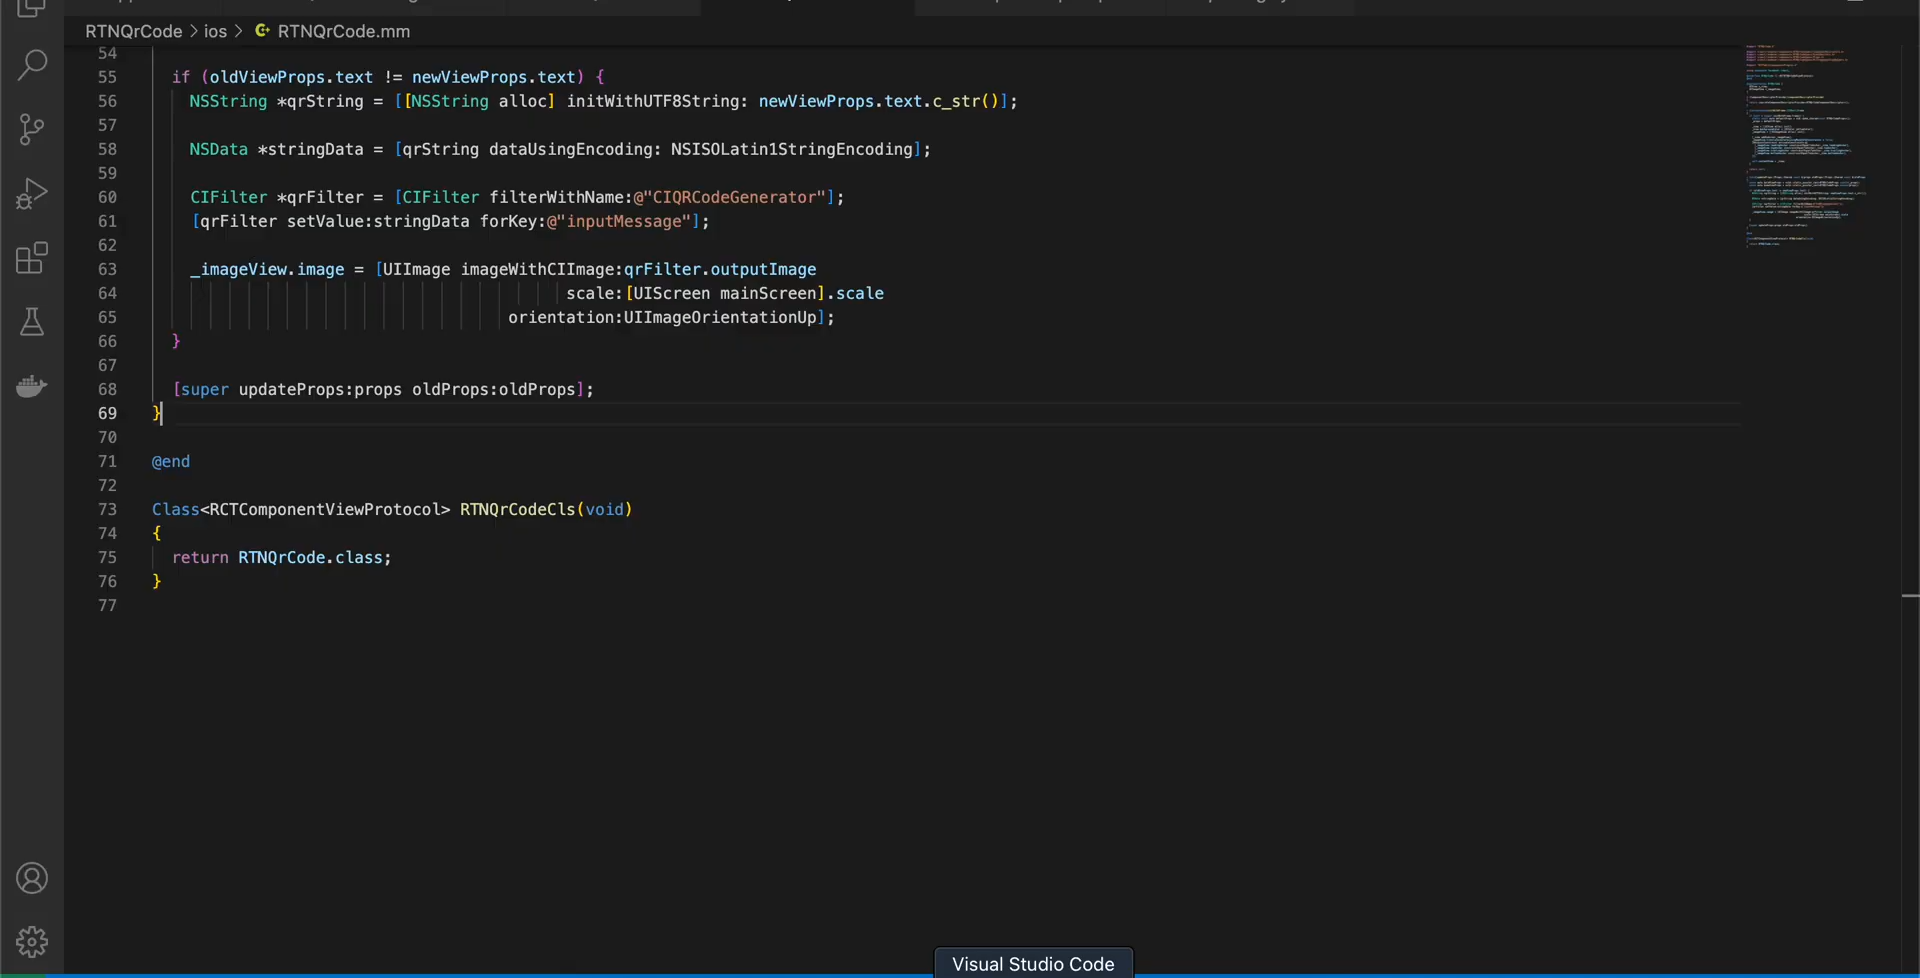 RTNQrCode > ios > RTNQrCode.mm
54
55 if (oldViewProps.text != newViewProps.text) {
56 NSString *qrString = [[NSString alloc] initWithUTF8String: newViewProps.text.c_str()];
57
58 NSData *stringData = [qrString dataUsingEncoding: NSISOLatin1StringEncoding];
59
60 CIFilter *qrFilter = [CIFilter filterWithName:@"CIQRCodeGenerator"];
61 [qrFilter setValue:stringData forKey:@"inputMessage"];
62
63 _imageView.image = [UIImage imageWithCIImage:qrFilter.outputImage
64 scale:[UIScreen mainScreen].scale
65 orientation:UIImageOrientationUp];
66 }
67
68 [super updateProps:props oldProps:oldProps];
69 }
70
71 @end
72
73 Class<RCTComponentViewProtocol> RTNQrCodeCls(void)
74 {
75 return RTNQrCode.class;
76 }
77
Visual Studio Code